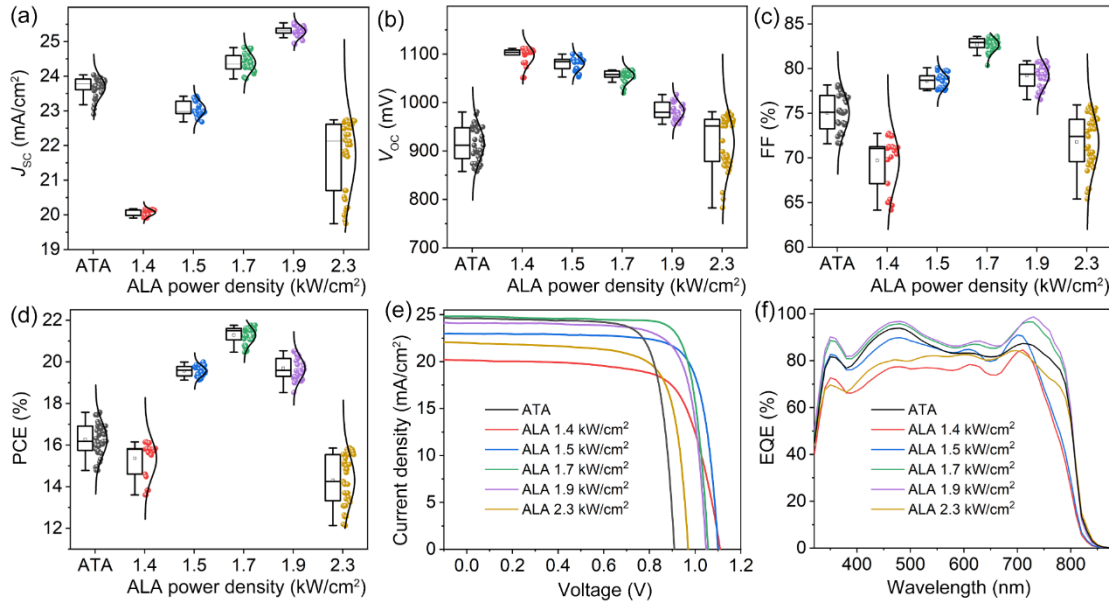 (a)
J_SC (mA/cm²)
25
24
23
22
21
20
19
ATA 1.4 1.5 1.7 1.9 2.3
ALA power density (kW/cm²)
(b)
V_OC (mV)
1100
1000
900
800
700
ATA 1.4 1.5 1.7 1.9 2.3
ALA power density (kW/cm²)
(c)
FF (%)
85
80
75
70
65
60
ATA 1.4 1.5 1.7 1.9 2.3
ALA power density (kW/cm²)
(d)
PCE (%)
22
20
18
16
14
12
ATA 1.4 1.5 1.7 1.9 2.3
ALA power density (kW/cm²)
(e)
Current density (mA/cm²)
25
20
15
10
5
0
ATA
ALA 1.4 kW/cm²
ALA 1.5 kW/cm²
ALA 1.7 kW/cm²
ALA 1.9 kW/cm²
ALA 2.3 kW/cm²
0.0 0.2 0.4 0.6 0.8 1.0 1.2
Voltage (V)
(f)
EQE (%)
100
80
60
40
20
0
ATA
ALA 1.4 kW/cm²
ALA 1.5 kW/cm²
ALA 1.7 kW/cm²
ALA 1.9 kW/cm²
ALA 2.3 kW/cm²
400 500 600 700 800
Wavelength (nm)